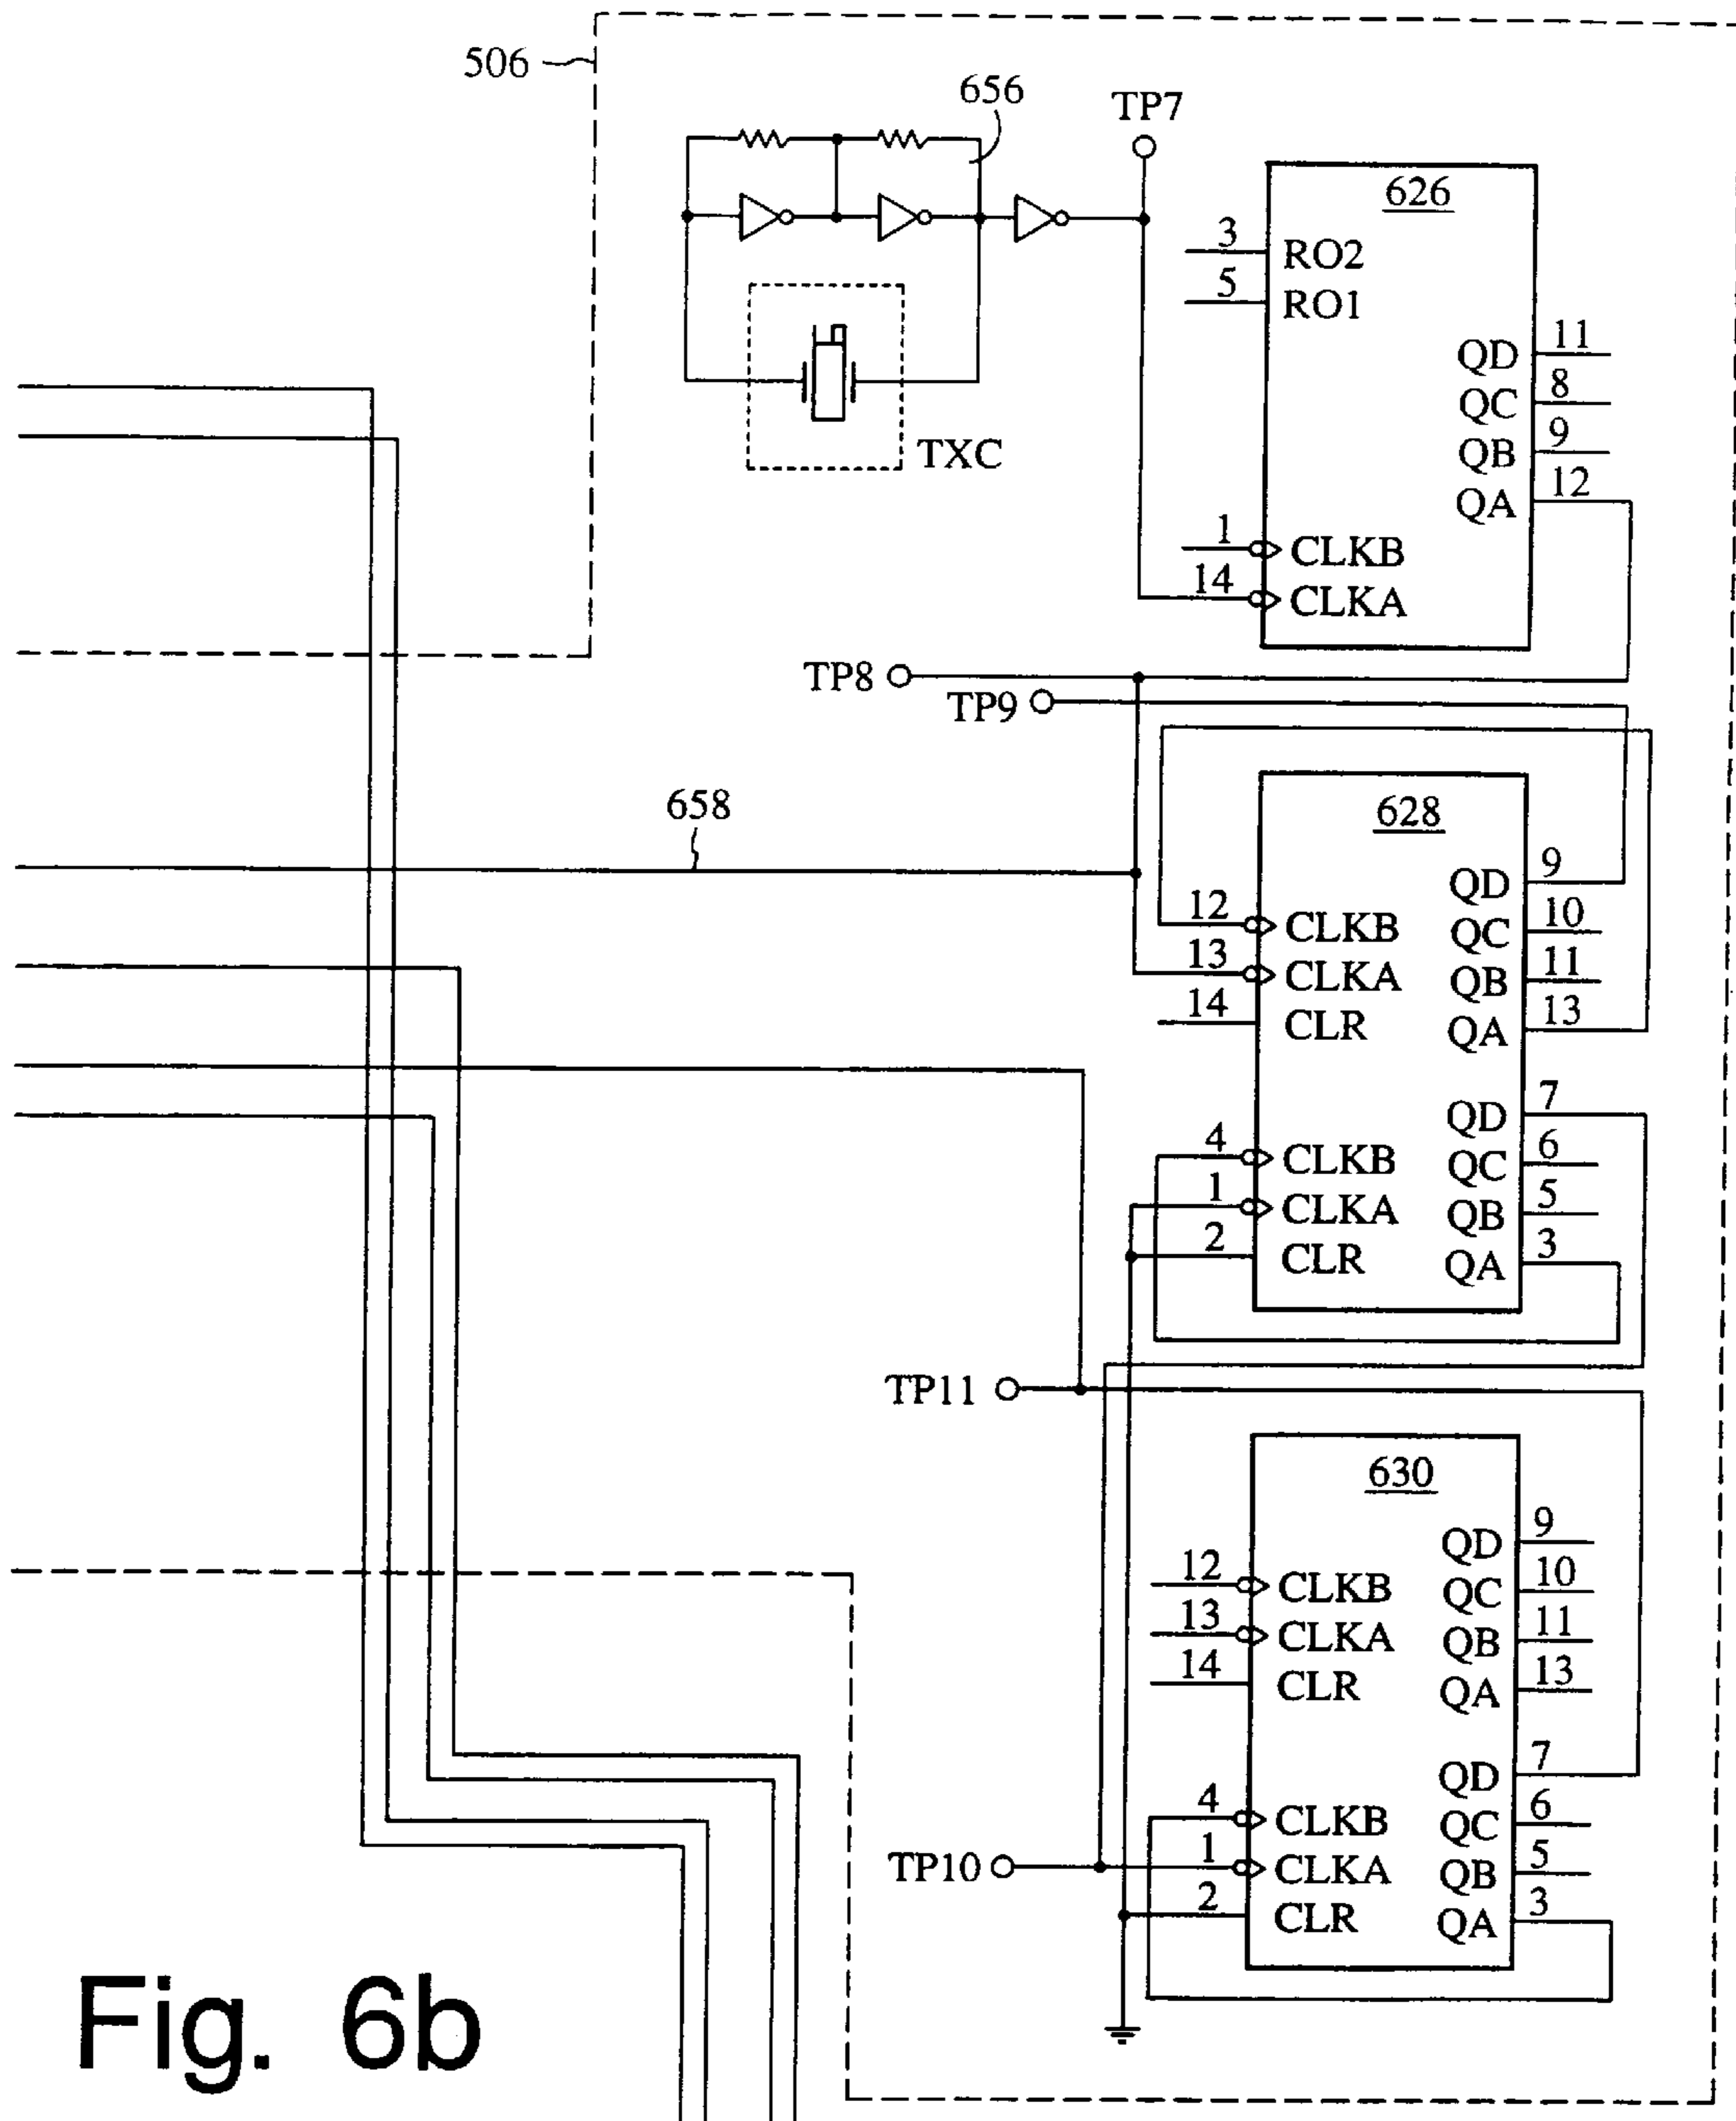 506
656
TP7
626
3
RO2
5
RO1
QD
11
QC
8
QB
9
QA
12
TXC
1
CLKB
14
CLKA
TP8
TP9
658
628
QD
9
12
CLKB
QC
10
13
CLKA
QB
11
14
CLR
QA
13
QD
7
4
CLKB
QC
6
1
CLKA
QB
5
2
CLR
QA
3
TP11
630
QD
9
12
CLKB
QC
10
13
CLKA
QB
11
14
CLR
QA
13
QD
7
4
CLKB
QC
6
TP10
1
CLKA
QB
5
2
CLR
QA
3
Fig. 6b